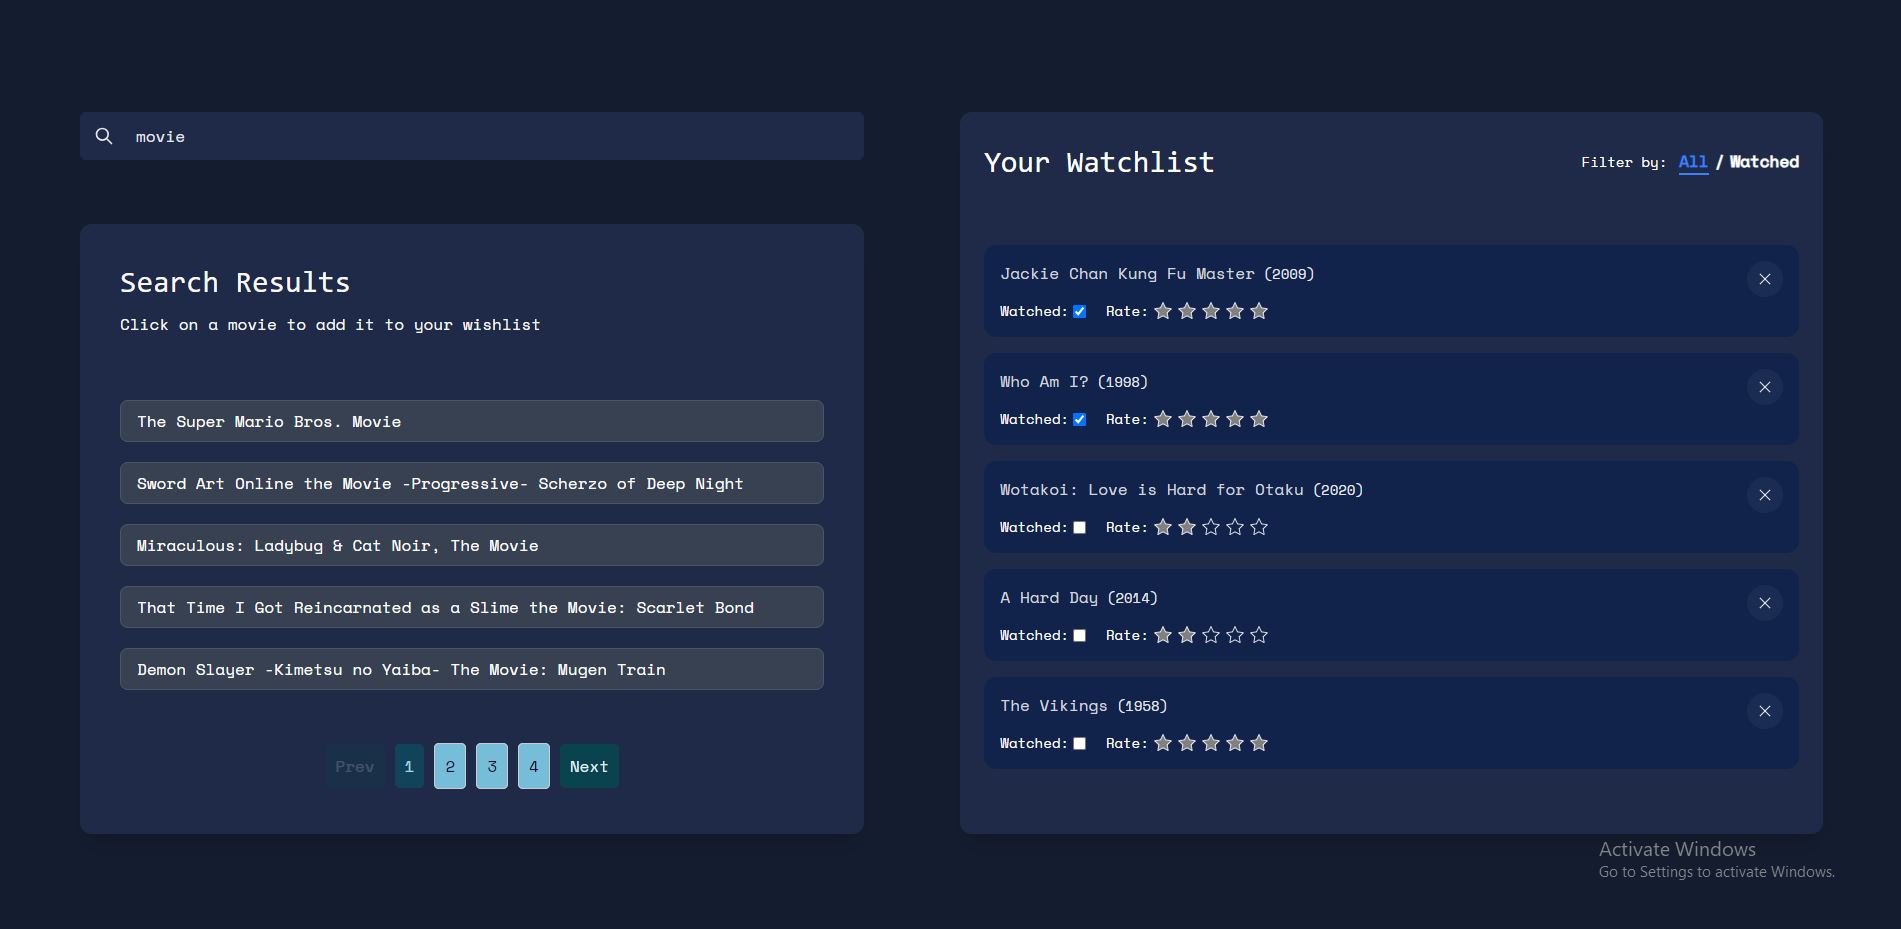 movie
Search Results
Click on a movie to add it to your wishlist
The Super Mario Bros. Movie
Sword Art Online the Movie -Progressive- Scherzo of Deep Night
Miraculous: Ladybug & Cat Noir, The Movie
That Time I Got Reincarnated as a Slime the Movie: Scarlet Bond
Demon Slayer -Kimetsu no Yaiba- The Movie: Mugen Train
Prev 1 2 3 4 Next
Your Watchlist
Filter by: All / Watched
Jackie Chan Kung Fu Master (2009)
Watched: Rate:
Who Am I? (1998)
Watched: Rate:
Wotakoi: Love is Hard for Otaku (2020)
Watched: Rate:
A Hard Day (2014)
Watched: Rate:
The Vikings (1958)
Watched: Rate:
Activate Windows
Go to Settings to activate Windows.